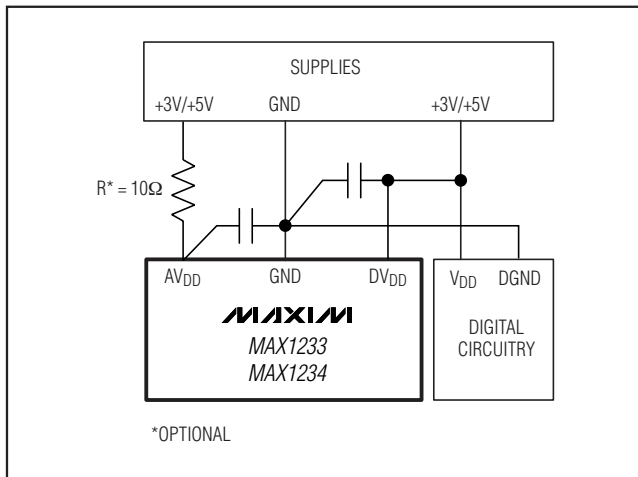 SUPPLIES
+3V/+5V GND +3V/+5V
R* = 10Ω
AVDD GND DVDD VDD DGND
MAXIM
MAX1233
MAX1234
DIGITAL
CIRCUITRY
*OPTIONAL